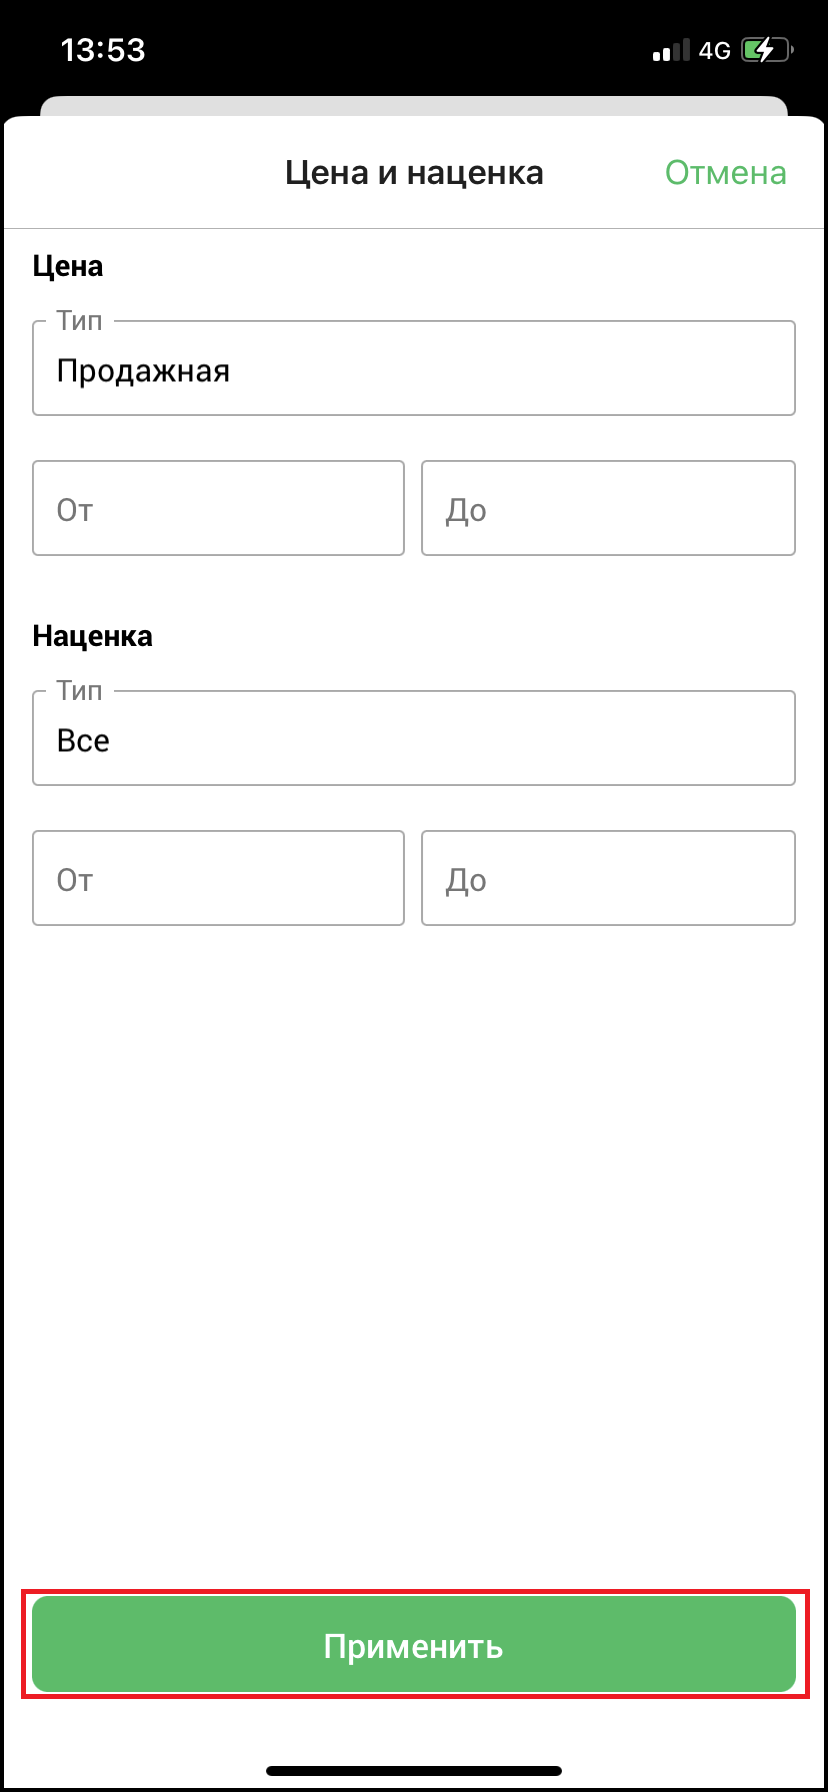 13:53
4G
Цена и наценка
Отмена
Цена
Тип
Продажная
От
До
Наценка
Тип
Все
От
До
Применить